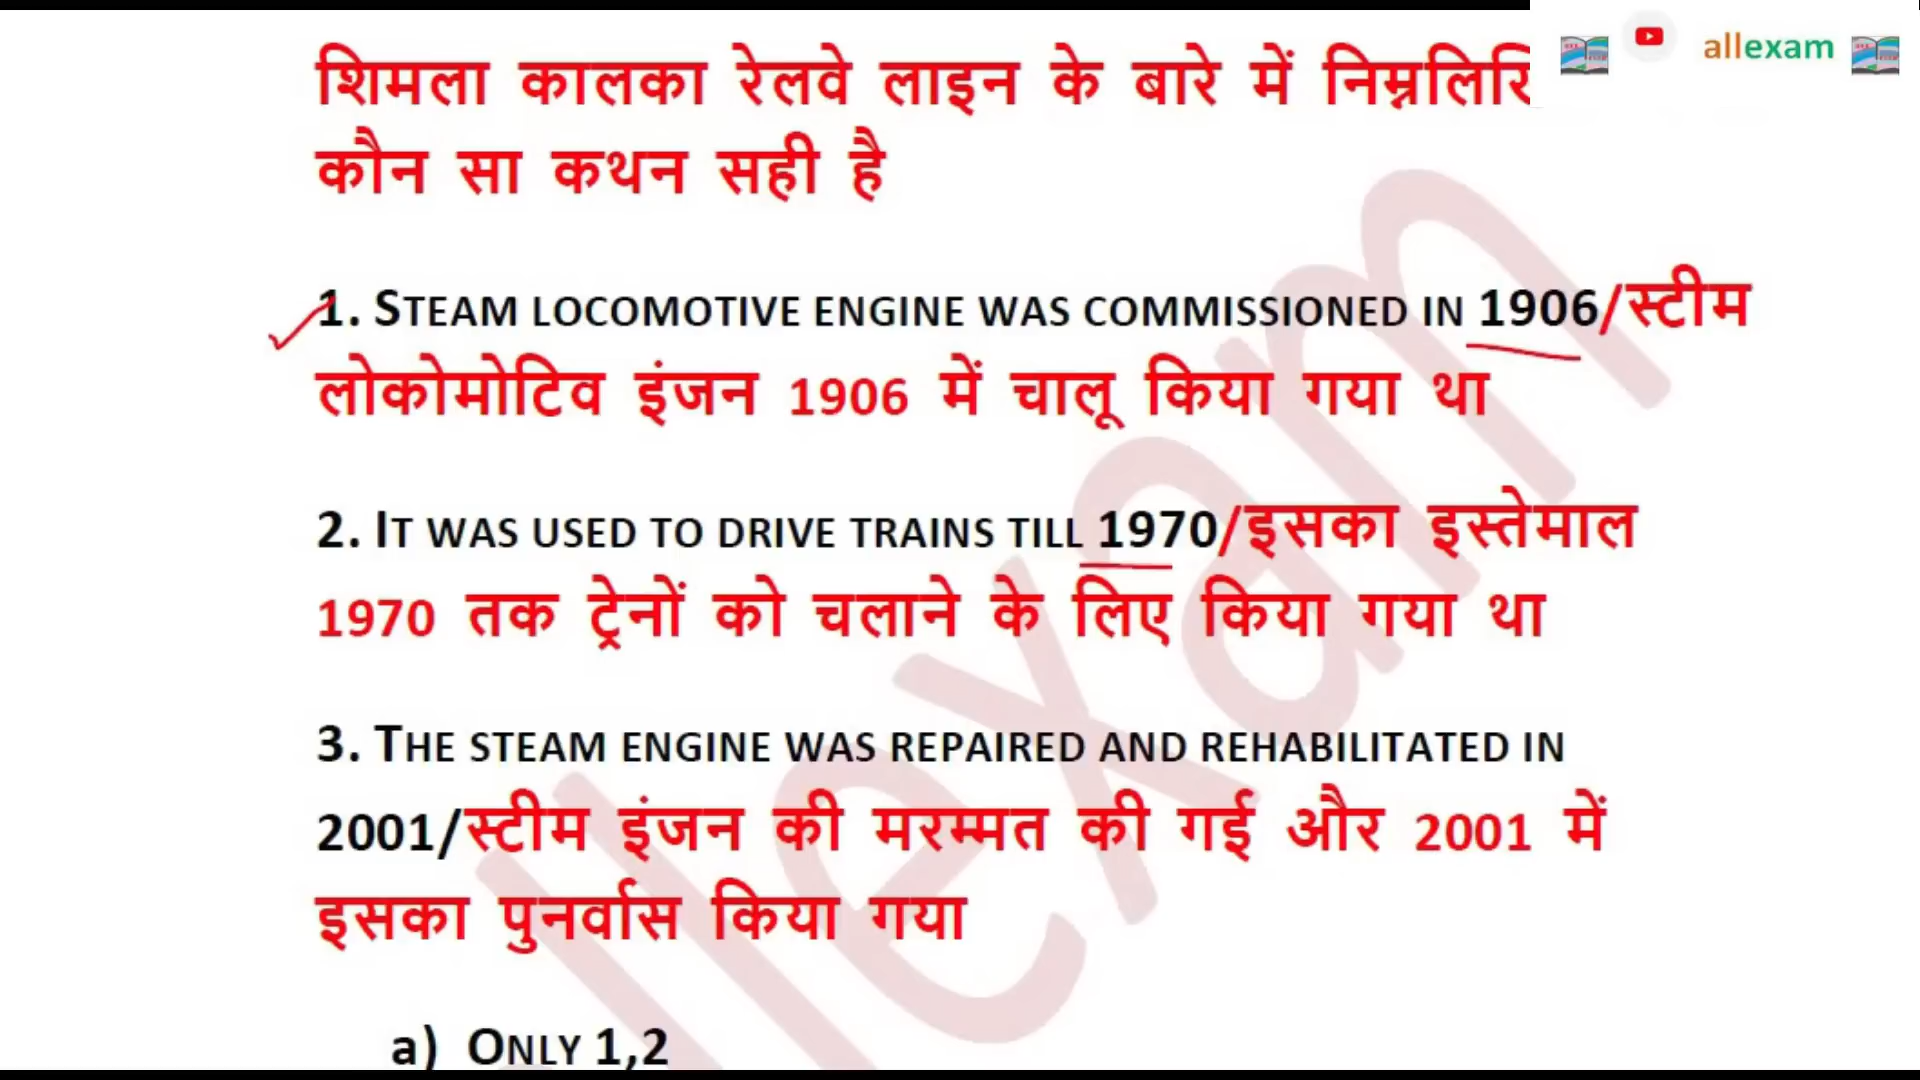 allexam
शिमला कालका रेलवे लाइन के बारे में
कौन सा कथन सही है
1. STEAM LOCOMOTIVE ENGINE WAS COMMISSIONED IN 1906/स्टीम
लोकोमोटिव इंजन 1906 में चालू किया गया था
2. IT WAS USED TO DRIVE TRAINS TILL 1970/इसका इस्तेमाल
1970 तक ट्रेनों को चलाने के लिए किया गया था
3. THE STEAM ENGINE WAS REPAIRED AND REHABILITATED IN
2001/स्टीम इंजन की मरम्मत की गई और 2001 में
इसका पुनर्वास किया गया
a) ONLY 1,2
allexam